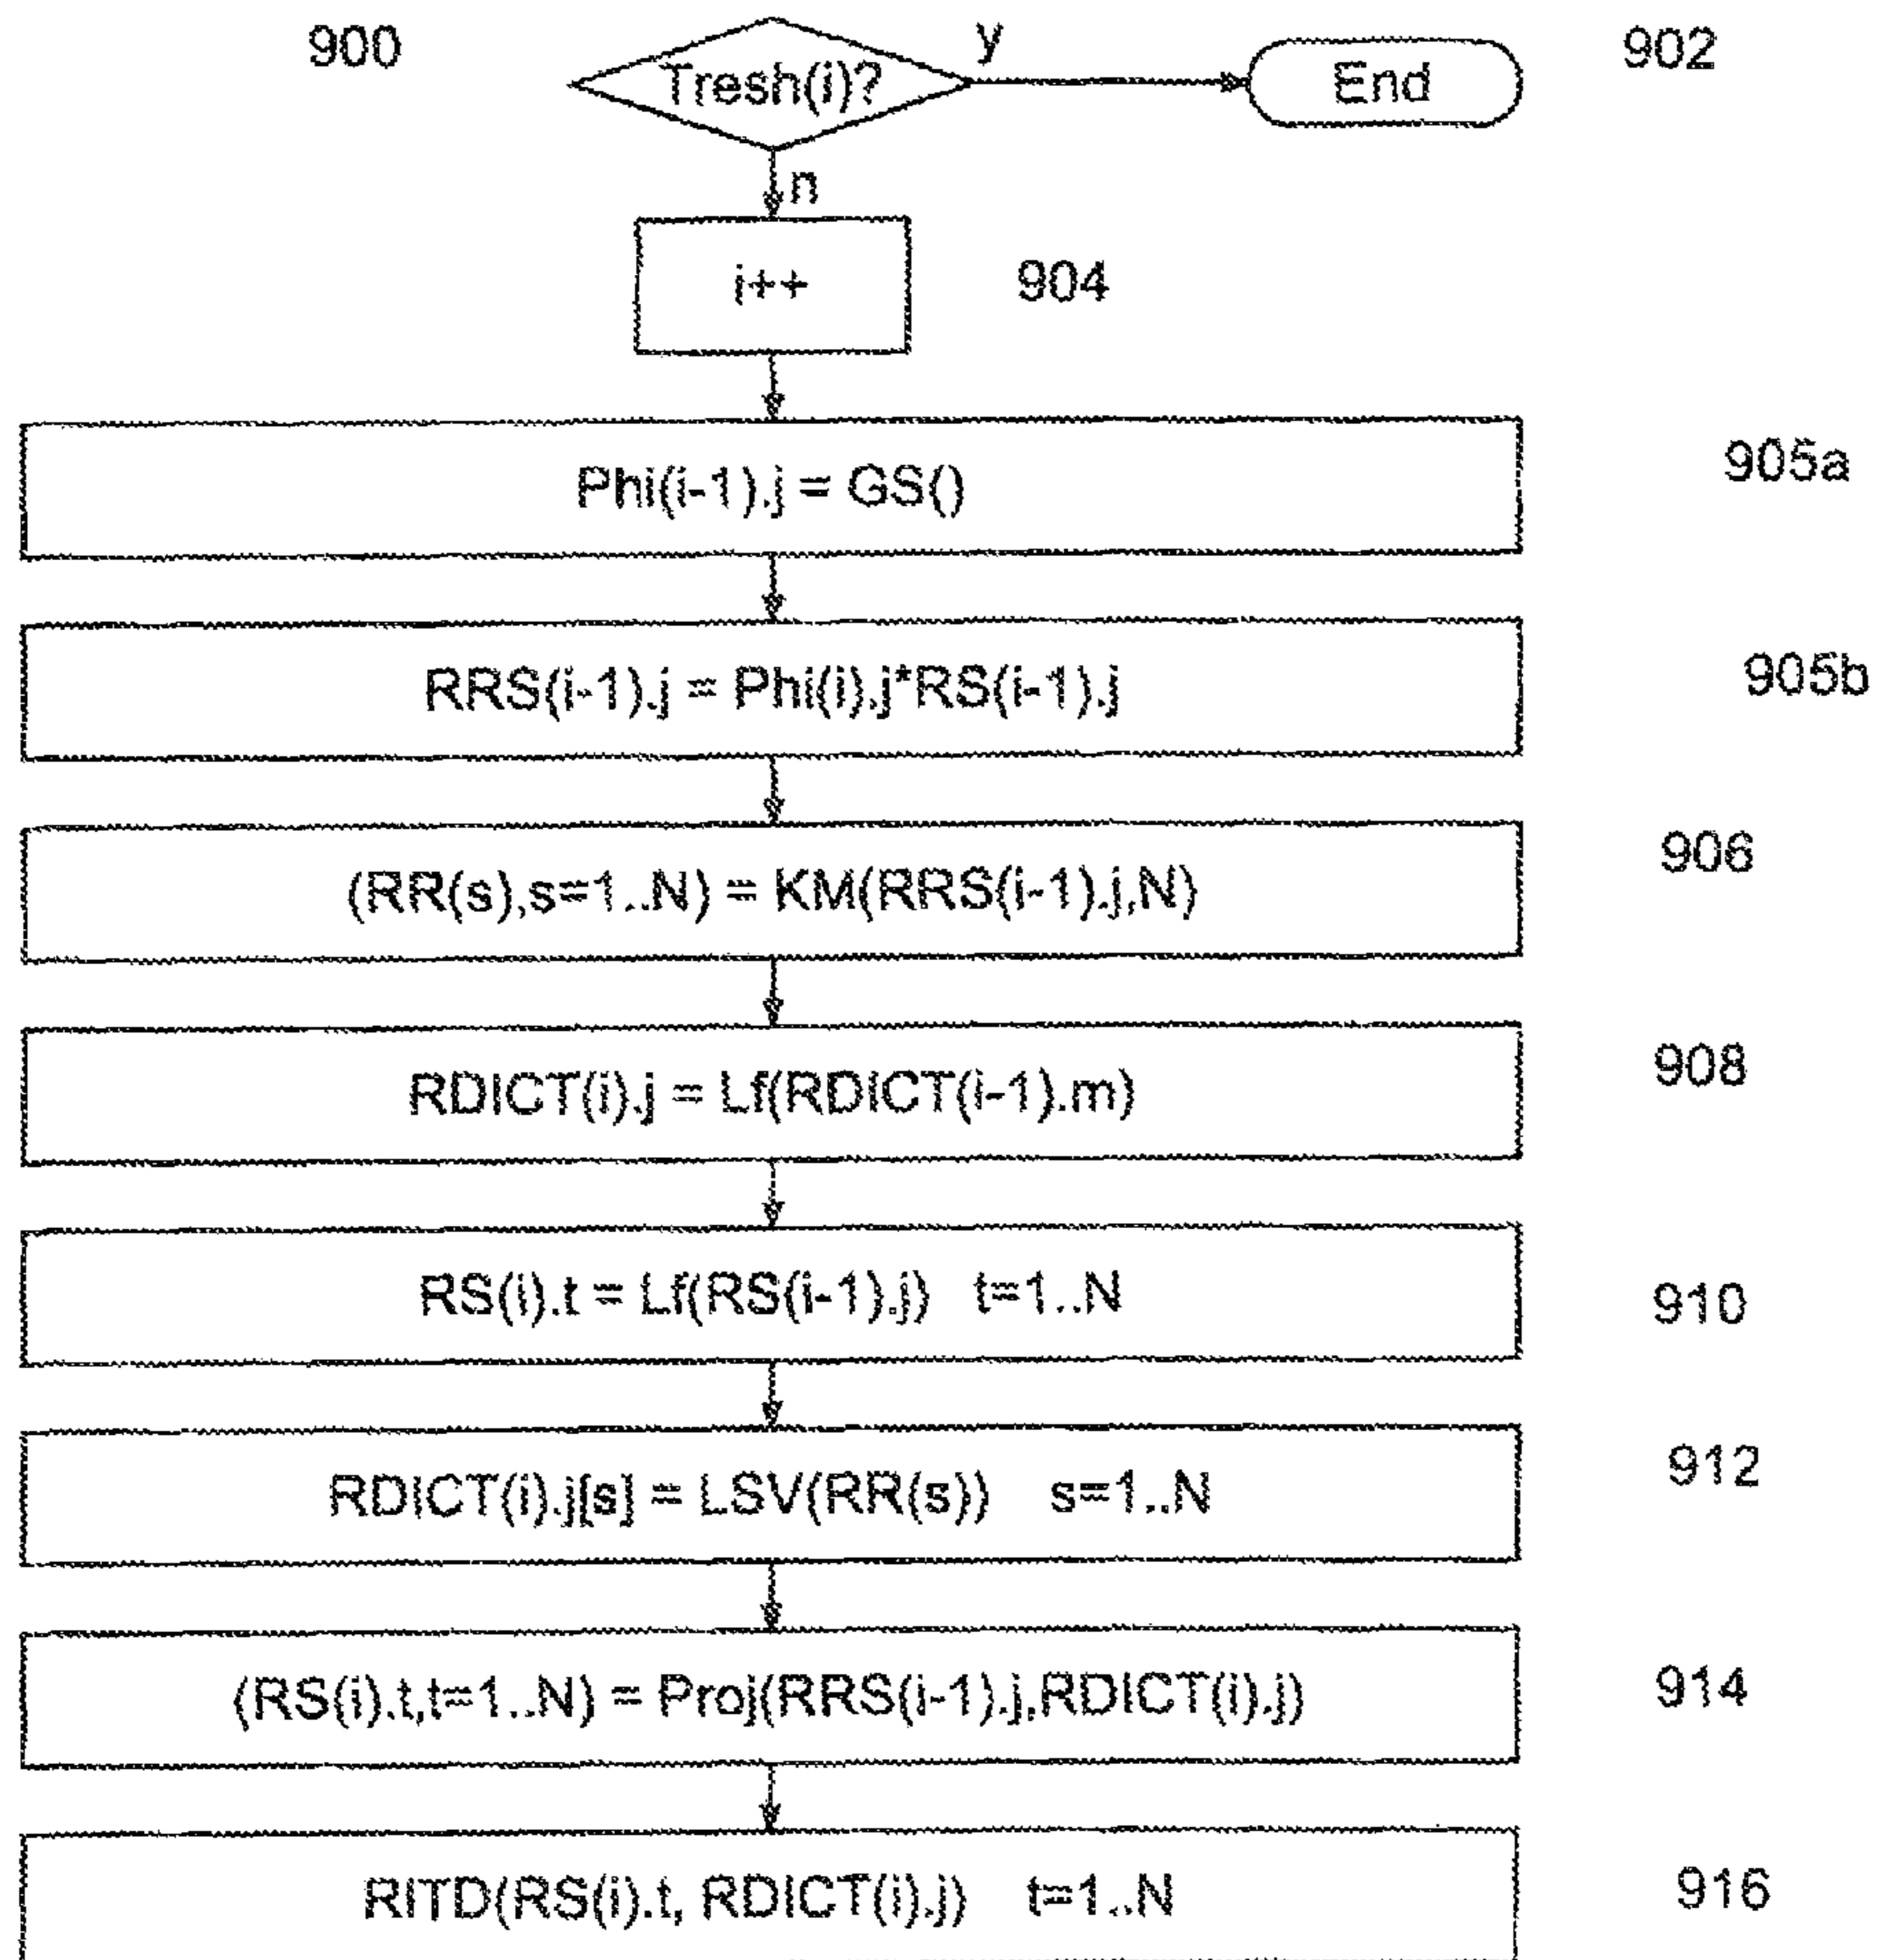 900
Tresh(i)?
y
End
902
n
i++
904
Phi(i-1).j = GS()
905a
RRS(i-1).j = Phi(i).j*RS(i-1).j
905b
(RR(s),s=1..N) = KM(RRS(i-1).j,N)
906
RDICT(i).j = Lf(RDICT(i-1).m)
908
RS(i).t = Lf(RS(i-1).j) t=1..N
910
RDICT(i).j[s] = LSV(RR(s)) s=1..N
912
(RS(i).t,t=1..N) = Proj(RRS(i-1).j,RDICT(i).j)
914
RITD(RS(i).t, RDICT(i).j) t=1..N
916